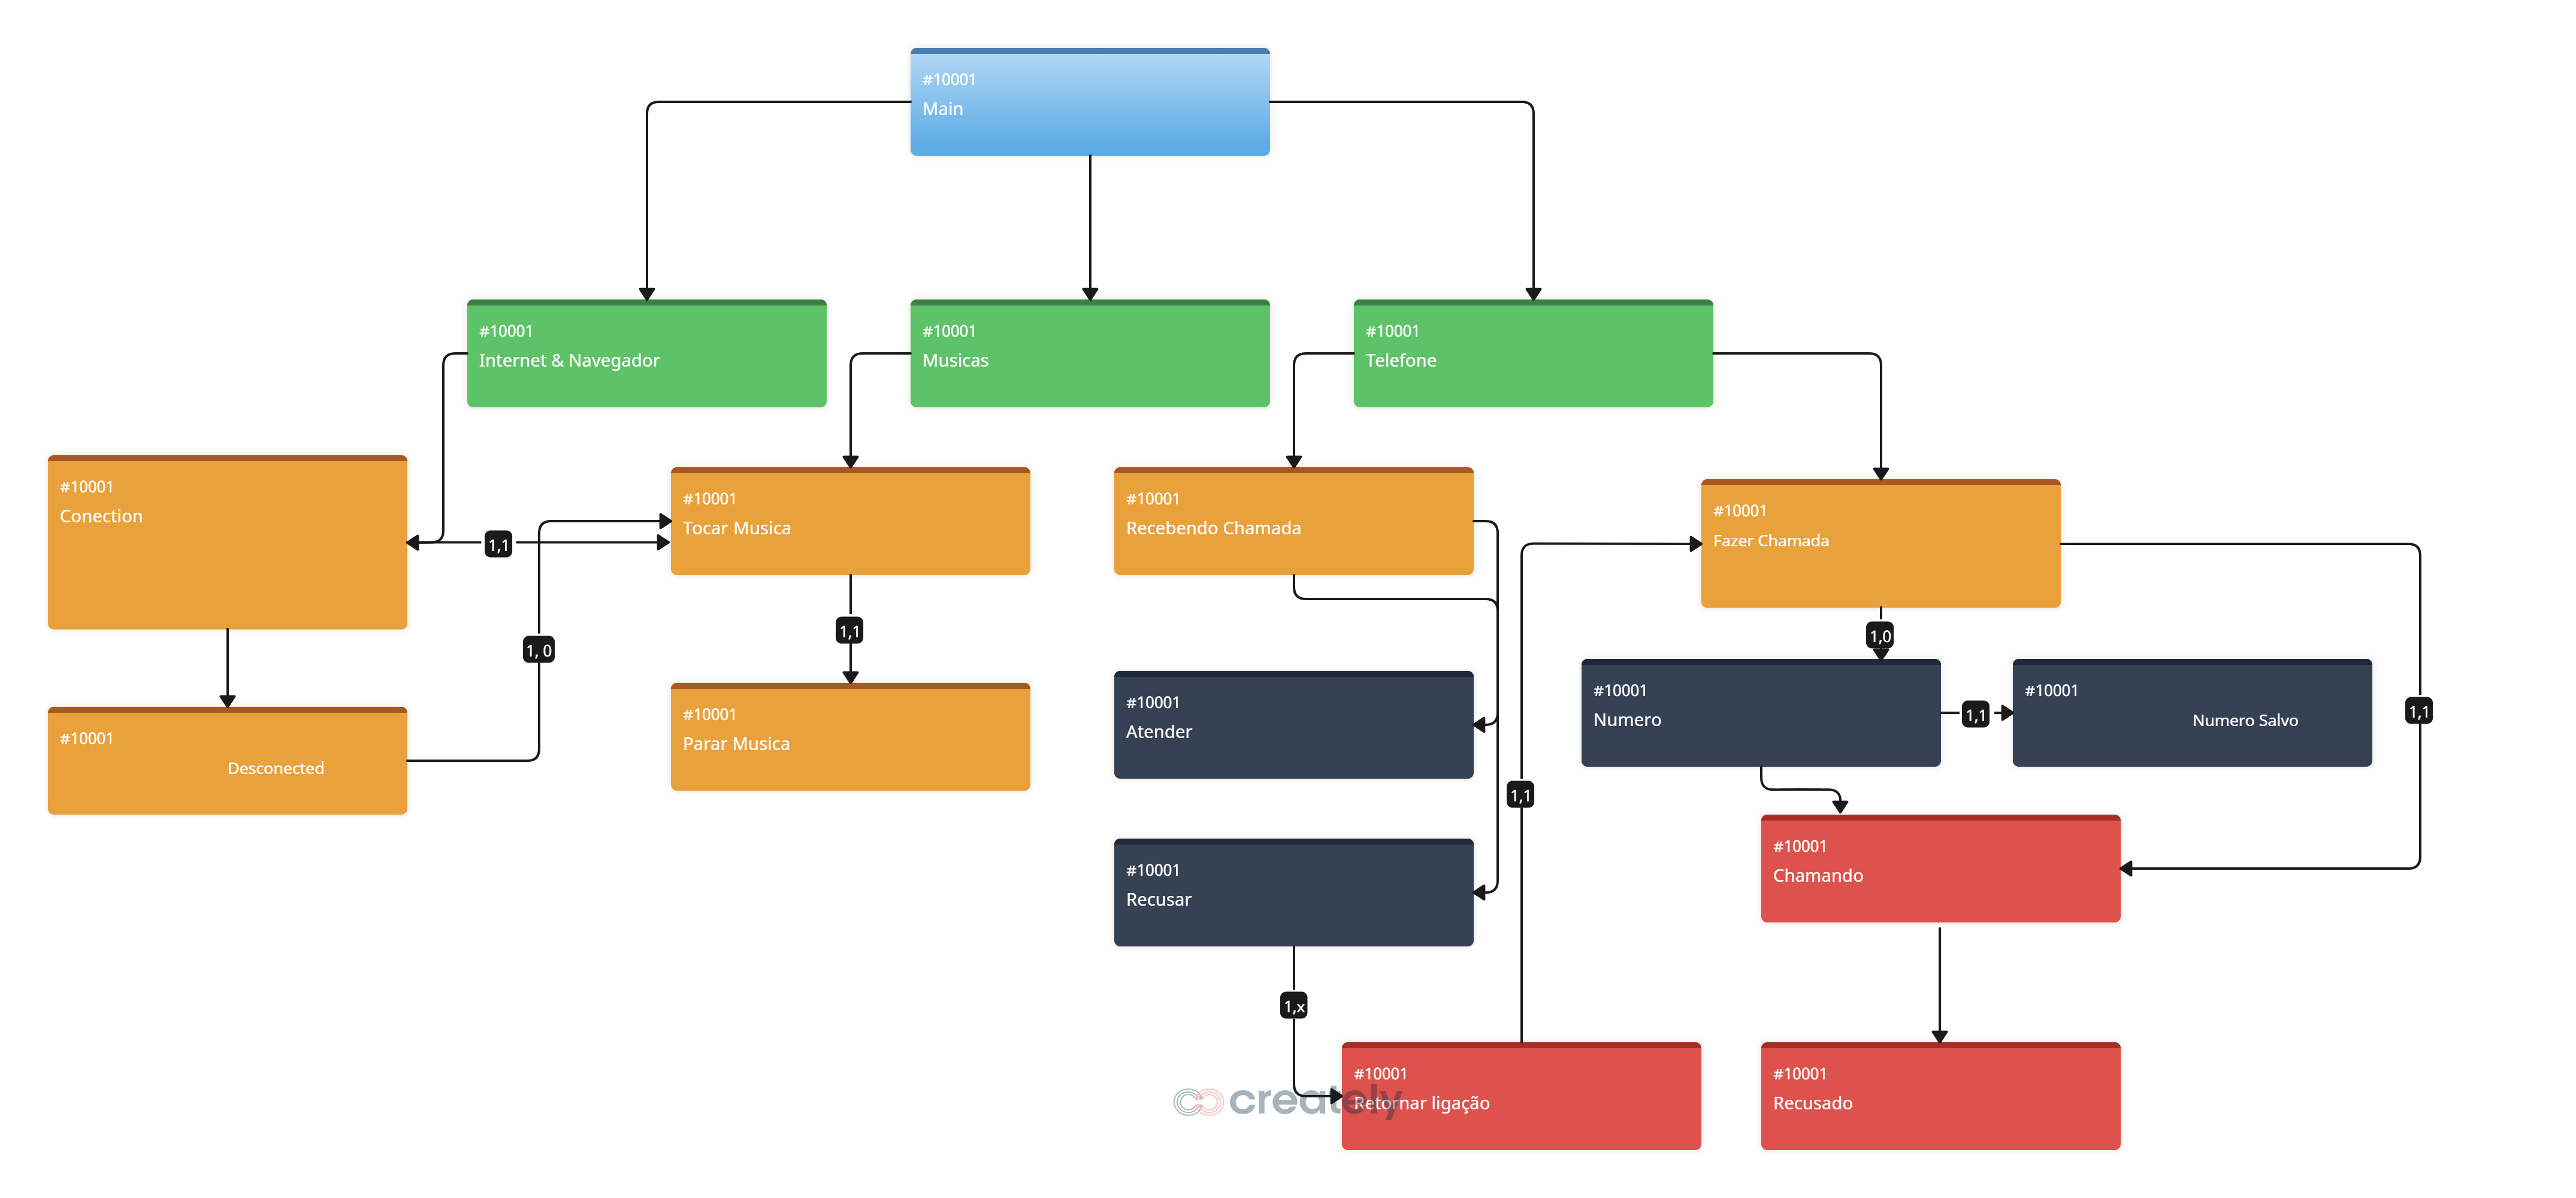 #10001
Main
#10001
Internet & Navegador
#10001
Musicas
#10001
Telefone
#10001
Conection
1,1
#10001
Tocar Musica
#10001
Recebendo Chamada
#10001
Fazer Chamada
1, 0
1,1
1,0
#10001
Desconected
#10001
Parar Musica
#10001
Atender
#10001
Numero
1,1
#10001
Numero Salvo
1,1
1,1
#10001
Recusar
#10001
Chamando
1,x
#10001
Retornar ligação
#10001
Recusado
creately